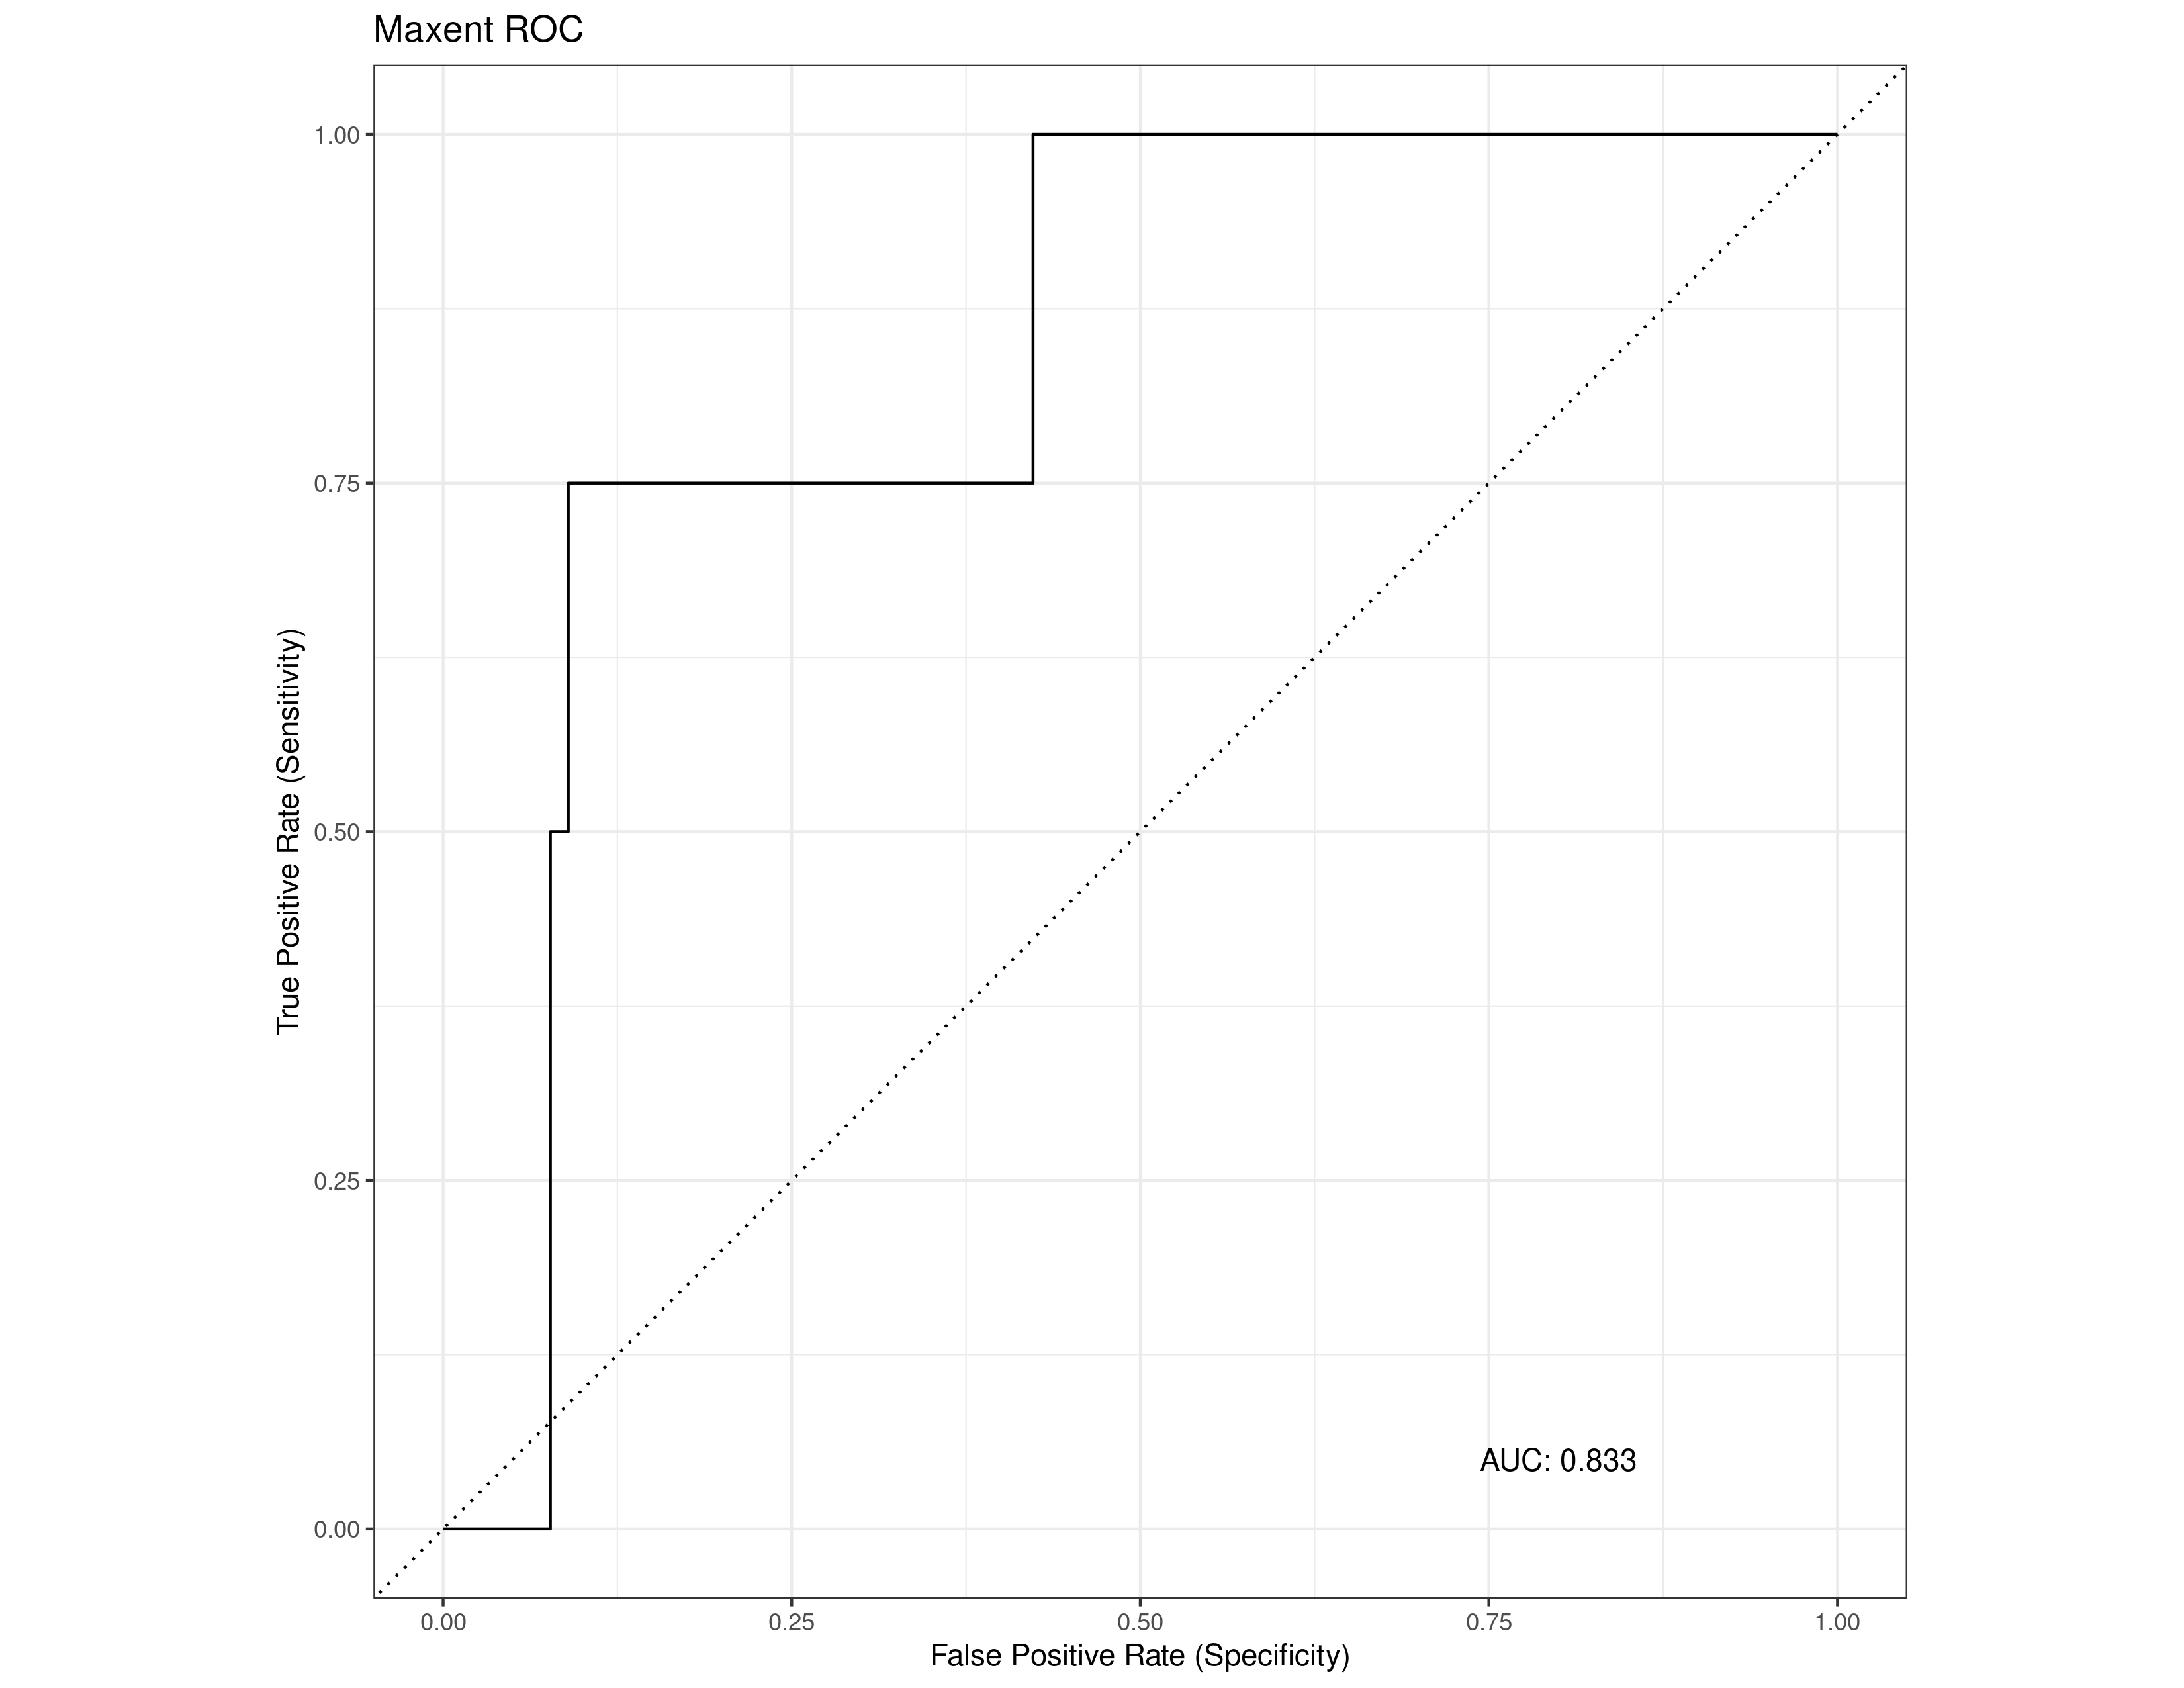 Maxent ROC
True Positive Rate (Sensitivity)
1.00
0.75
0.50
0.25
0.00
AUC: 0.833
0.00 0.25 0.50 0.75 1.00
False Positive Rate (Specificity)